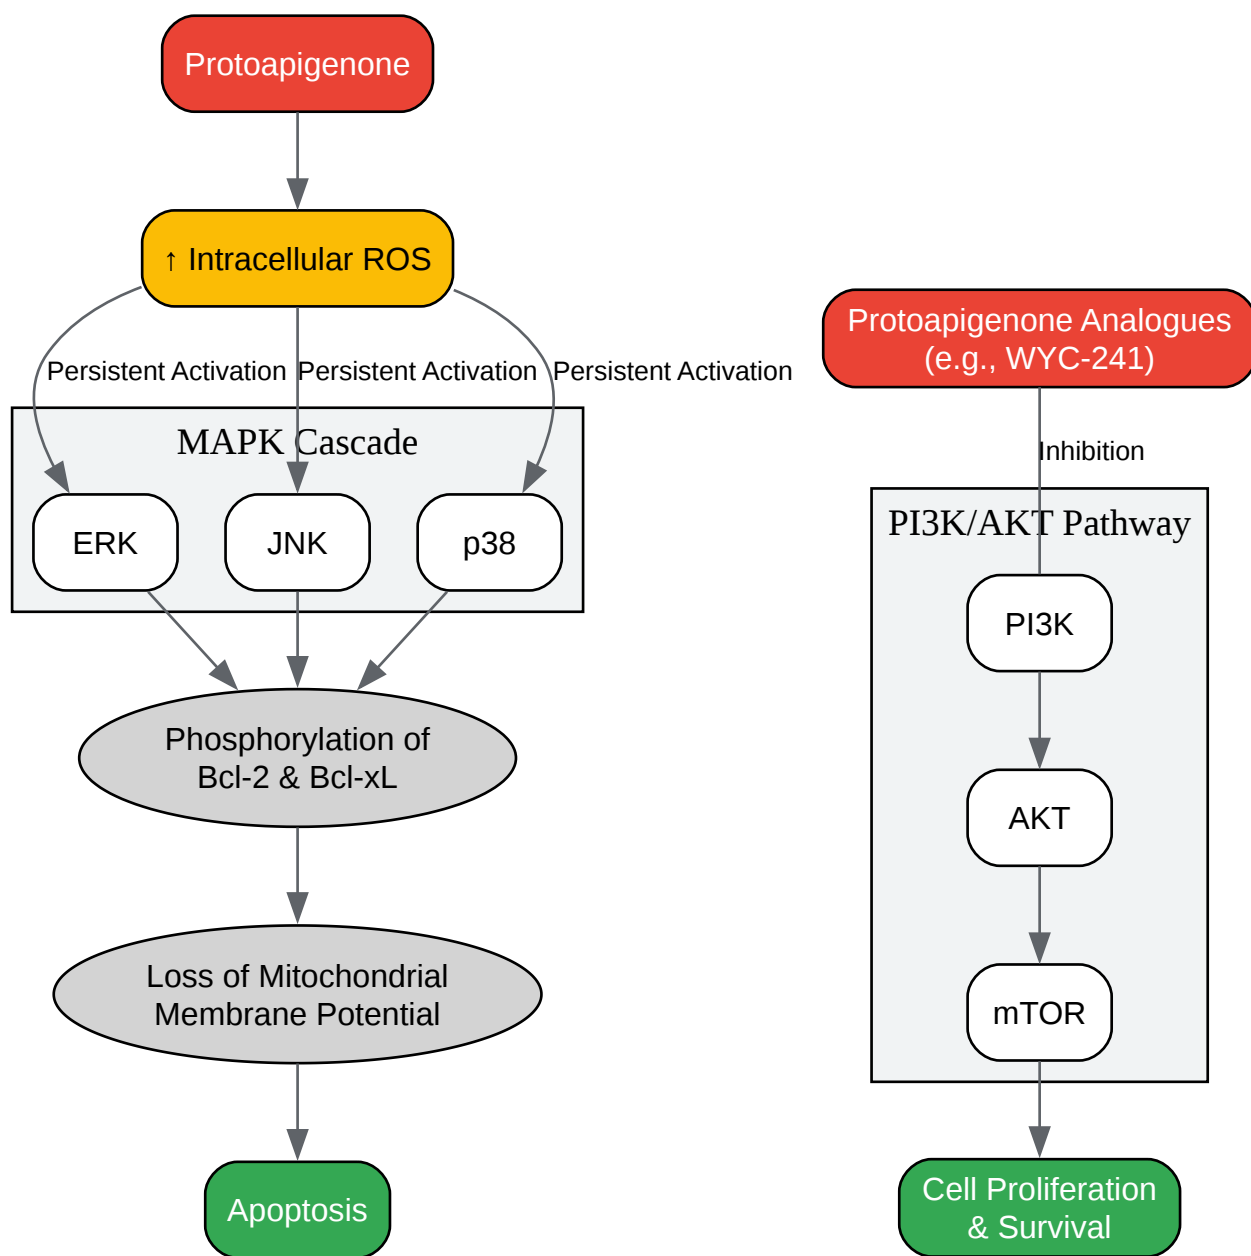 Protoapigenone
↑ Intracellular ROS
Persistent Activation
Persistent Activation
Persistent Activation
MAPK Cascade
ERK
JNK
p38
Phosphorylation of
Bcl-2 & Bcl-xL
Loss of Mitochondrial
Membrane Potential
Apoptosis
Protoapigenone Analogues
(e.g., WYC-241)
Inhibition
PI3K/AKT Pathway
PI3K
AKT
mTOR
Cell Proliferation
& Survival